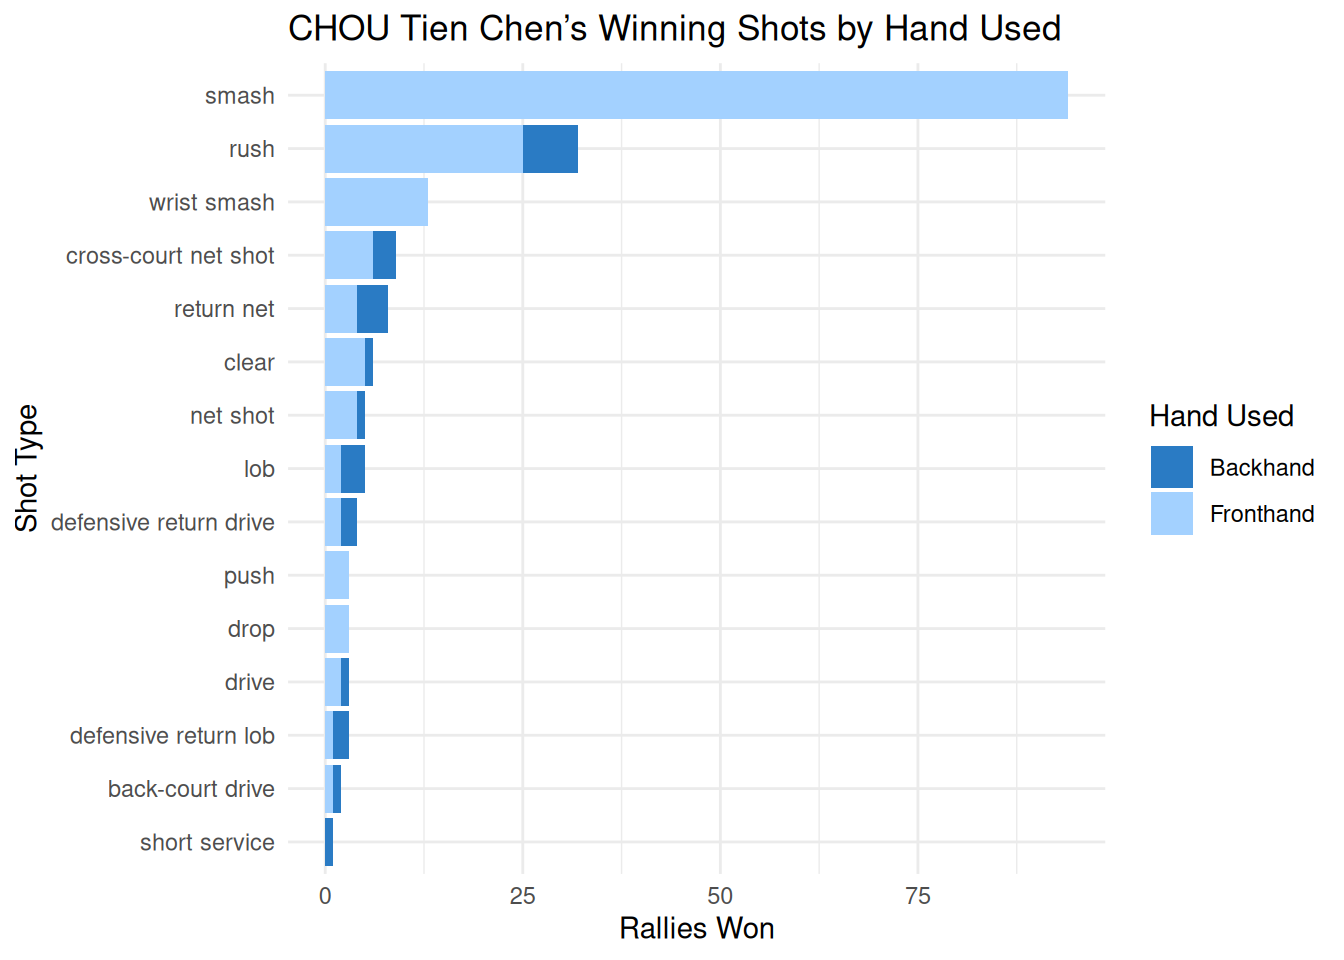 CHOU Tien Chen’s Winning Shots by Hand Used
Shot Type
smash
rush
wrist smash
cross-court net shot
return net
clear
net shot
lob
defensive return drive
push
drop
drive
defensive return lob
back-court drive
short service
0 25 50 75
Rallies Won
Hand Used
Backhand
Fronthand